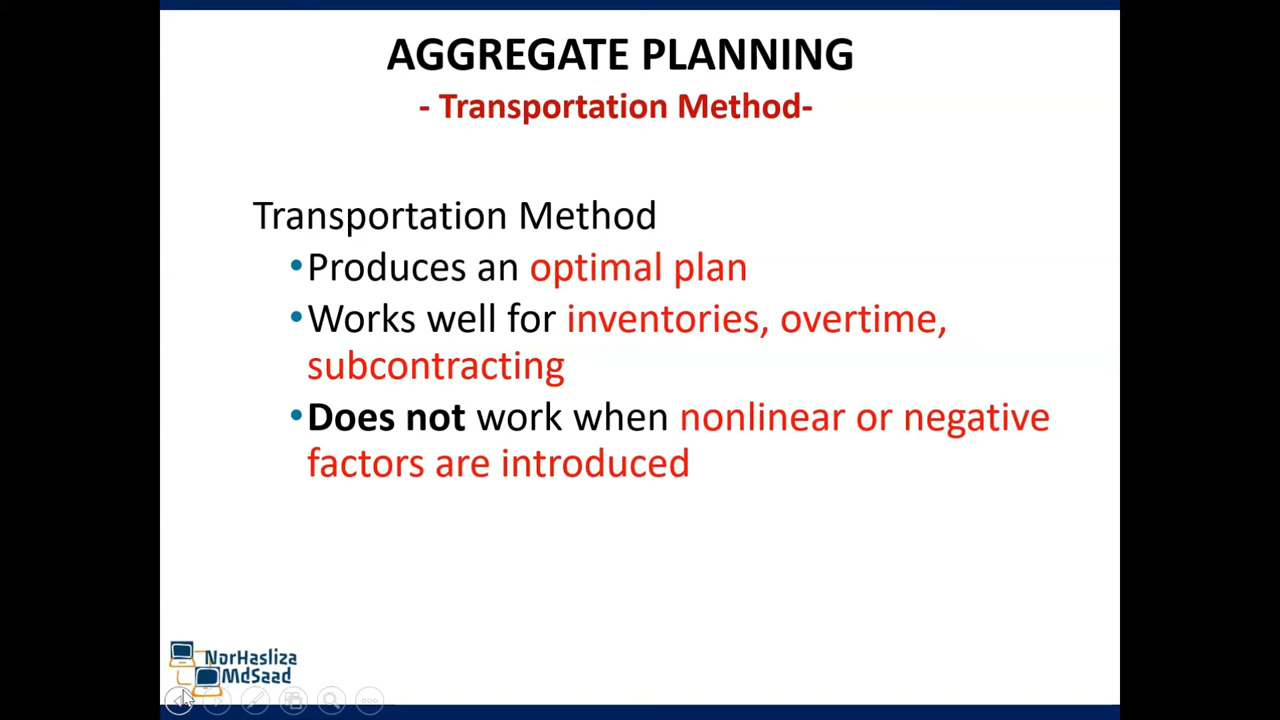 AGGREGATE PLANNING
- Transportation Method-
Transportation Method
•Produces an optimal plan
•Works well for inventories, overtime,
subcontracting
•Does not work when nonlinear or negative
factors are introduced
NorHasliza
MdSaad